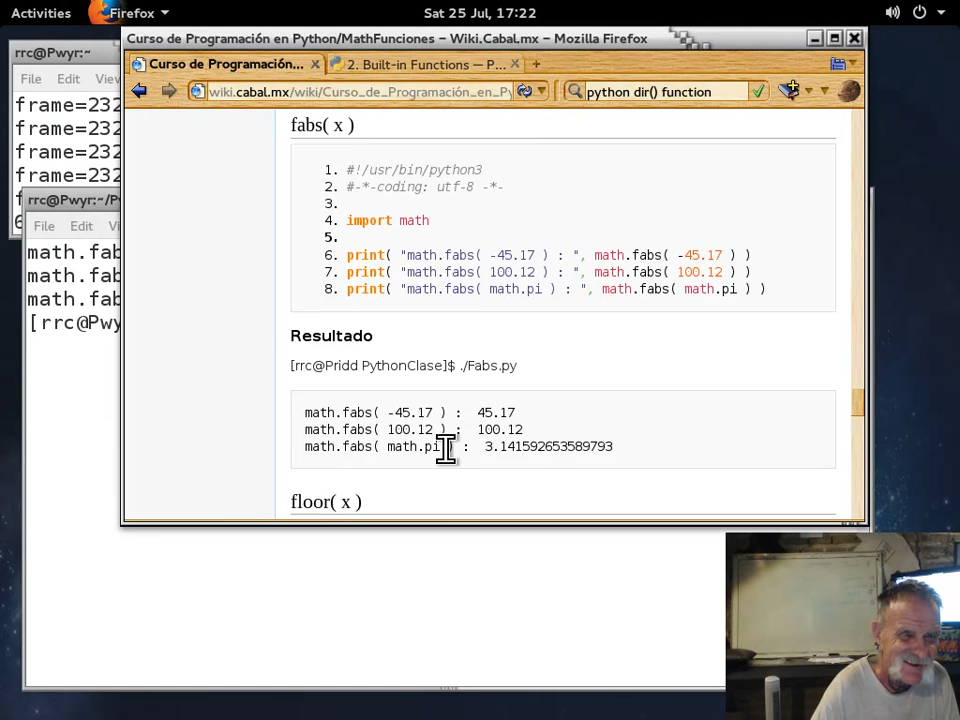 Activities Firefox Sat 25 Jul, 17:22
Curso de Programación en Python/MathFunciones – Wiki.Cabal.mx – Mozilla Firefox
rrc@Pwyr:~
Curso de Programación... 2. Built-in Functions — P...
File Edit View
wiki.cabal.mx/wiki/Curso_de_Programación_en_Py python dir() function
frame=232
frame=232
frame=232
frame=232
f
6
rrc@Pwyr:~/P
File Edit Vi
math.fab
math.fab
math.fab
[rrc@Pwy
fabs( x )
1. #!/usr/bin/python3
2. #-*-coding: utf-8 -*-
3.
4. import math
5.
6. print( "math.fabs( -45.17 ) : ", math.fabs( -45.17 ) )
7. print( "math.fabs( 100.12 ) : ", math.fabs( 100.12 ) )
8. print( "math.fabs( math.pi ) : ", math.fabs( math.pi ) )
Resultado
[rrc@Pridd PythonClase]$ ./Fabs.py
math.fabs( -45.17 ) : 45.17
math.fabs( 100.12 ) : 100.12
math.fabs( math.pi ) : 3.141592653589793
floor( x )